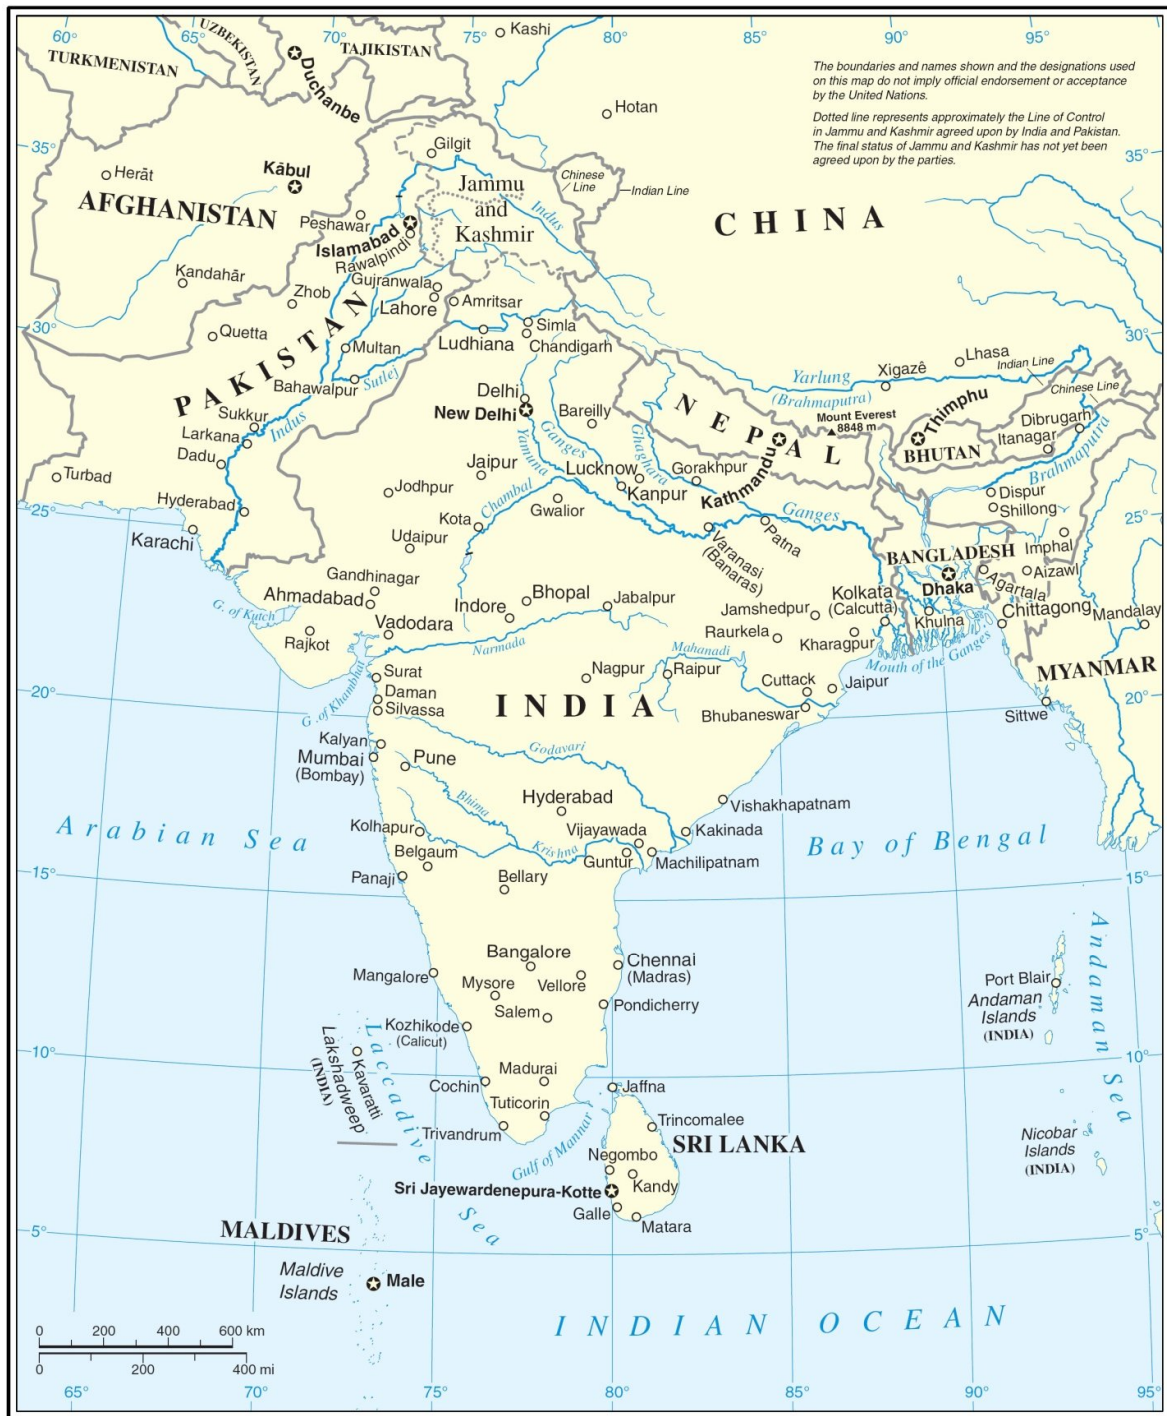 60°
65°
70°
75°
80°
85°
90°
95°
UZBEKISTAN
TAJIKISTAN
TURKMENISTAN
Duchanbe
Kashi
Hotan
The boundaries and names shown and the designations used
on this map do not imply official endorsement or acceptance
by the United Nations.
Dotted line represents approximately the Line of Control
in Jammu and Kashmir agreed upon by India and Pakistan.
The final status of Jammu and Kashmir has not yet been
agreed upon by the parties.
35°
35°
Gilgit
Herāt
Kābul
Chinese
Line
Indian Line
Jammu
and
Kashmir
Indus
AFGHANISTAN
Peshawar
Islamabad
Rawalpindi
CHINA
Kandahār
Zhob
Gujranwala
Lahore
Amritsar
30°
30°
Quetta
PAKISTAN
Multan
Simla
Ludhiana
Chandigarh
Bahawalpur
Sutlej
Lhasa
Xigazê
Indian Line
Yarlung
(Brahmaputra)
Chinese Line
Delhi
New Delhi
Bareilly
NEPAL
Mount Everest
8848 m
Thimphu
Sukkur
Indus
Larkana
Dadu
Yamuna
Ganges
Ghaghara
Dibrugarh
Itanagar
BHUTAN
Brahmaputra
Turbad
Jaipur
Lucknow
Gorakhpur
Kanpur
Kathmandu
Jodhpur
Chambal
Gwalior
Dispur
Shillong
Hyderabad
25°
25°
Karachi
Kota
Udaipur
Ganges
Patna
Varanasi
(Banaras)
Imphal
BANGLADESH
Gandhinagar
Ahmadabad
Agartala
Aizawl
Dhaka
Indore
Bhopal
Jabalpur
Kolkata
(Calcutta)
Chittagong
Mandalay
G. of Kutch
Vadodara
Jamshedpur
Khulna
Rajkot
Raurkela
Kharagpur
Narmada
Mahanadi
Mouth of the Ganges
MYANMAR
Surat
Nagpur
Raipur
Cuttack
Jaipur
20°
20°
G. of Khambhat
Daman
Silvassa
INDIA
Bhubaneswar
Sittwe
Kalyan
Mumbai
(Bombay)
Pune
Godavari
Bhima
Hyderabad
Vishakhapatnam
Arabian Sea
Kolhapur
Vijayawada
Kakinada
Bay of Bengal
Belgaum
Krishna
Guntur
Machilipatnam
15°
15°
Panaji
Bellary
Bangalore
Chennai
(Madras)
Andaman Sea
Mangalore
Mysore
Vellore
Port Blair
Salem
Pondicherry
Andaman
Islands
(INDIA)
Kozhikode
(Calicut)
10°
10°
Laccadive Sea
Kavaratti
Lakshadweep
(INDIA)
Madurai
Cochin
Jaffna
Tuticorin
Trivandrum
Gulf of Mannar
Trincomalee
SRI LANKA
Nicobar
Islands
(INDIA)
Negombo
Kandy
Sri Jayewardenepura-Kotte
Galle
Matara
5°
5°
MALDIVES
Maldive
Islands
Male
INDIAN OCEAN
0 200 400 600 km
0 200 400 mi
65°
70°
75°
80°
85°
90°
95°